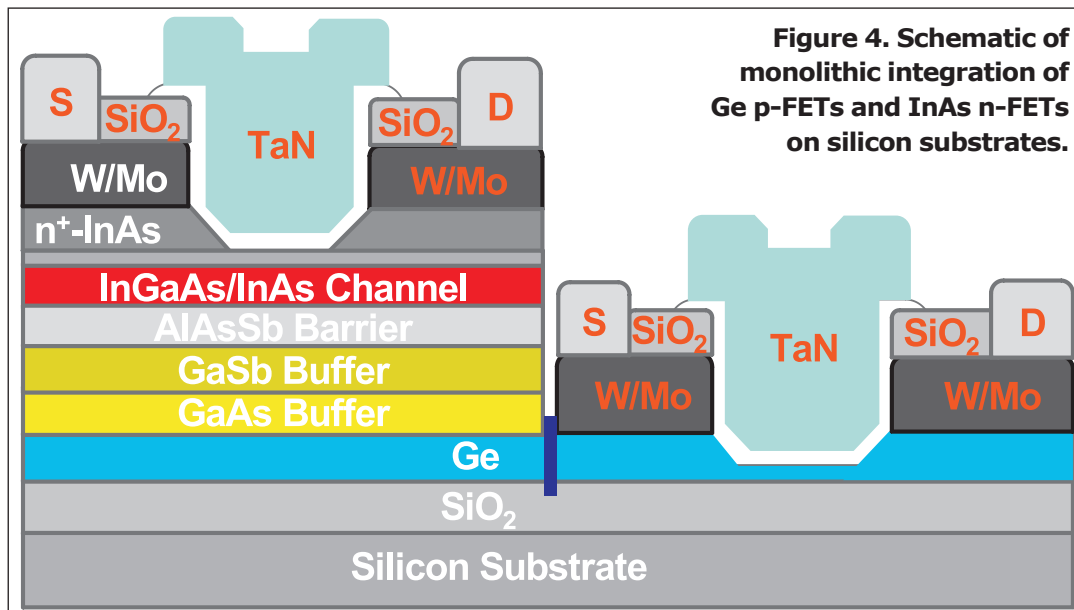 Figure 4. Schematic of
monolithic integration of
Ge p-FETs and InAs n-FETs
on silicon substrates.
S
SiO₂
TaN
SiO₂
D
W/Mo
W/Mo
n⁺-InAs
InGaAs/InAs Channel
AlAsSb Barrier
GaSb Buffer
GaAs Buffer
S
SiO₂
TaN
SiO₂
D
W/Mo
W/Mo
Ge
SiO₂
Silicon Substrate